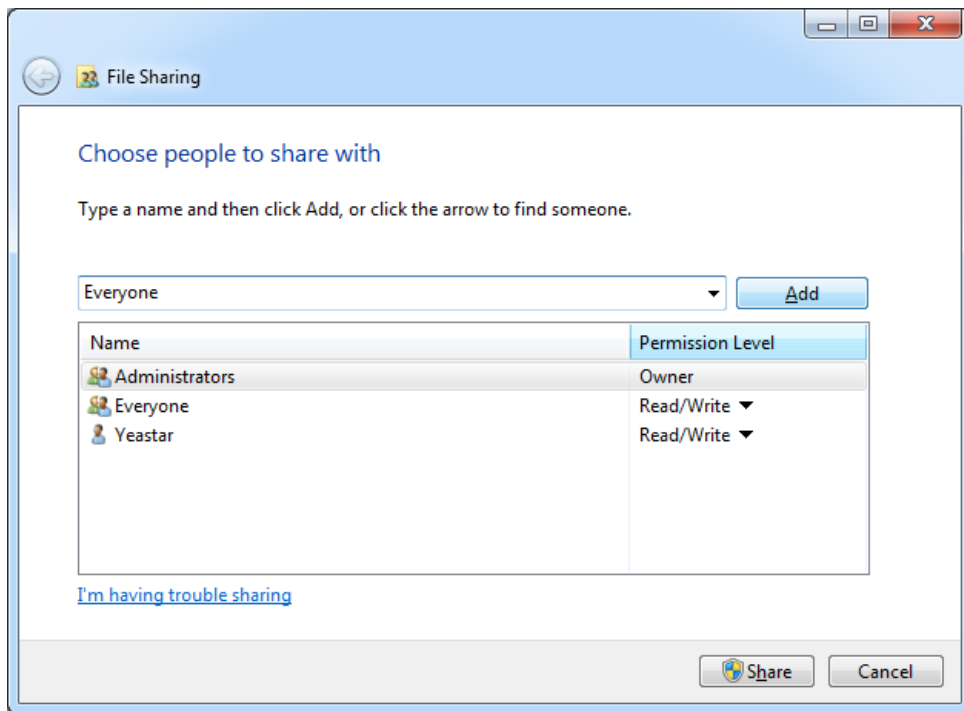 File Sharing
Choose people to share with
Type a name and then click Add, or click the arrow to find someone.
Everyone Add
Name Permission Level
Administrators Owner
Everyone Read/Write
Yeastar Read/Write
I'm having trouble sharing
Share Cancel